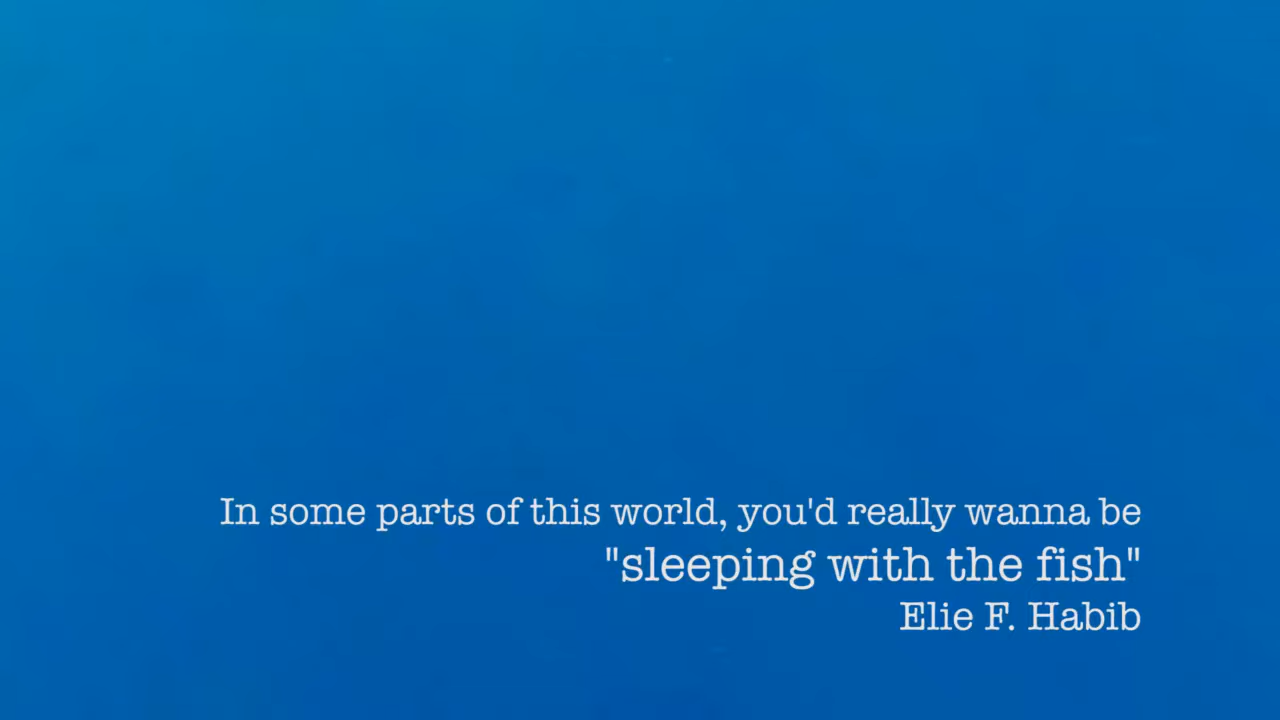 In some parts of this world, you'd really wanna be
"sleeping with the fish"
Elie F. Habib